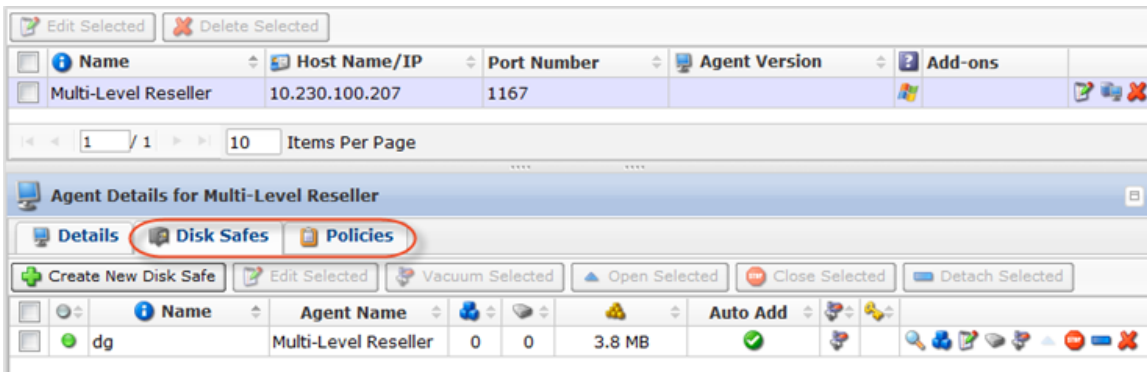 Edit Selected Delete Selected
Name Host Name/IP Port Number Agent Version Add-ons
Multi-Level Reseller 10.230.100.207 1167
1 / 1 10 Items Per Page
Agent Details for Multi-Level Reseller
Details Disk Safes Policies
Create New Disk Safe Edit Selected Vacuum Selected Open Selected Close Selected Detach Selected
Name Agent Name Auto Add
dg Multi-Level Reseller 0 0 3.8 MB